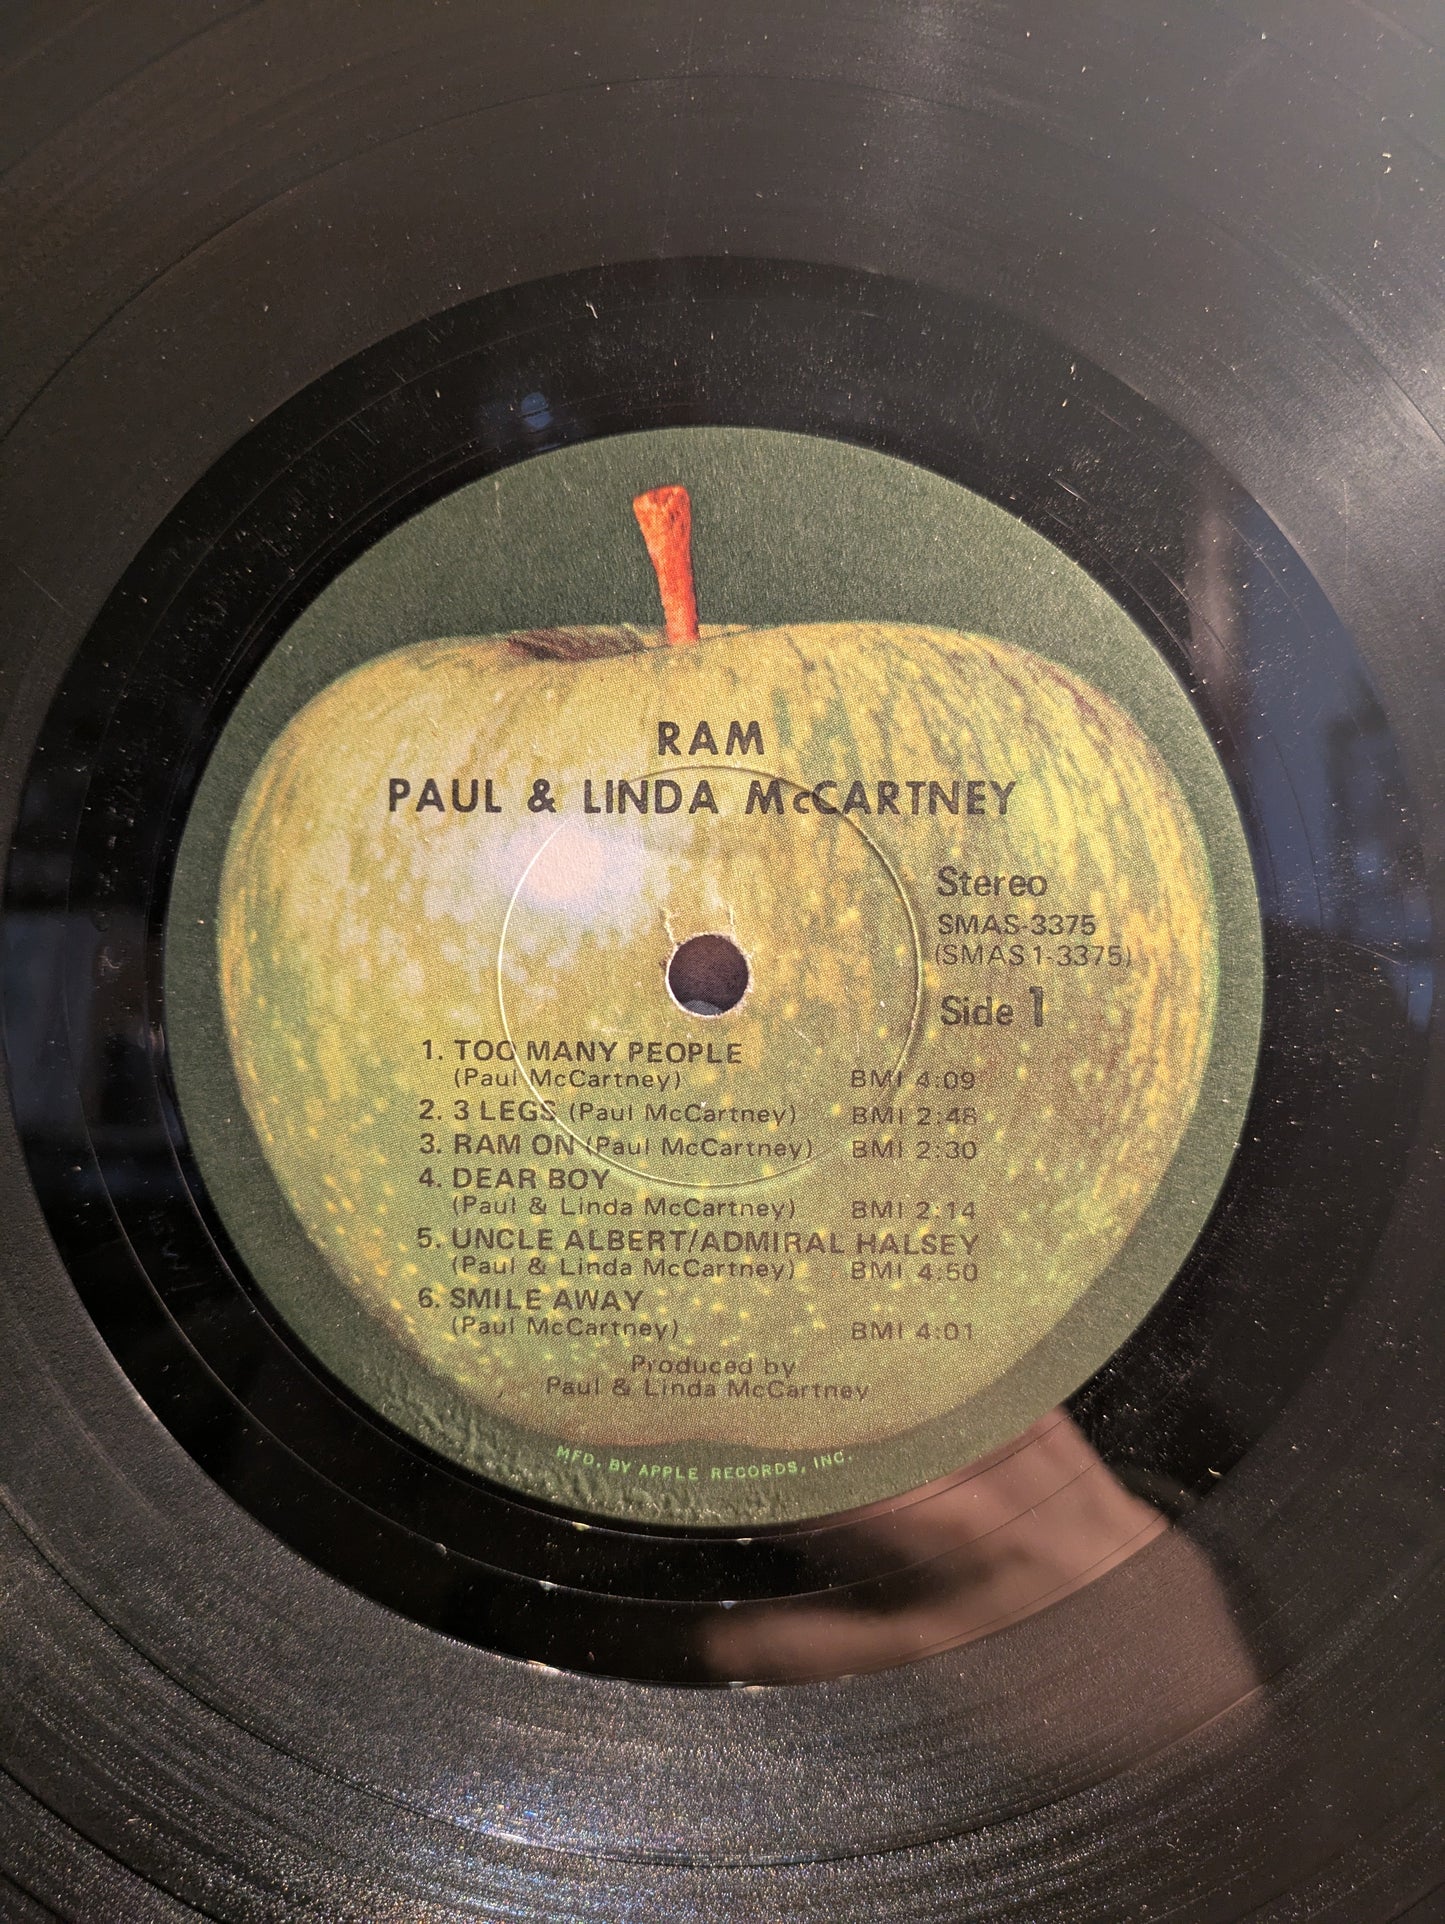 RAM
PAUL & LINDA McCARTNEY
Stereo
SMAS-3375
(SMAS 1-3375)
Side 1
1. TOO MANY PEOPLE
(Paul McCartney) BMI 4:09
2. 3 LEGS (Paul McCartney) BMI 2:48
3. RAM ON (Paul McCartney) BMI 2:30
4. DEAR BOY
(Paul & Linda McCartney) BMI 2:14
5. UNCLE ALBERT/ADMIRAL HALSEY
(Paul & Linda McCartney) BMI 4:50
6. SMILE AWAY
(Paul McCartney) BMI 4:01
Produced by
Paul & Linda McCartney
MFD. BY APPLE RECORDS, INC.